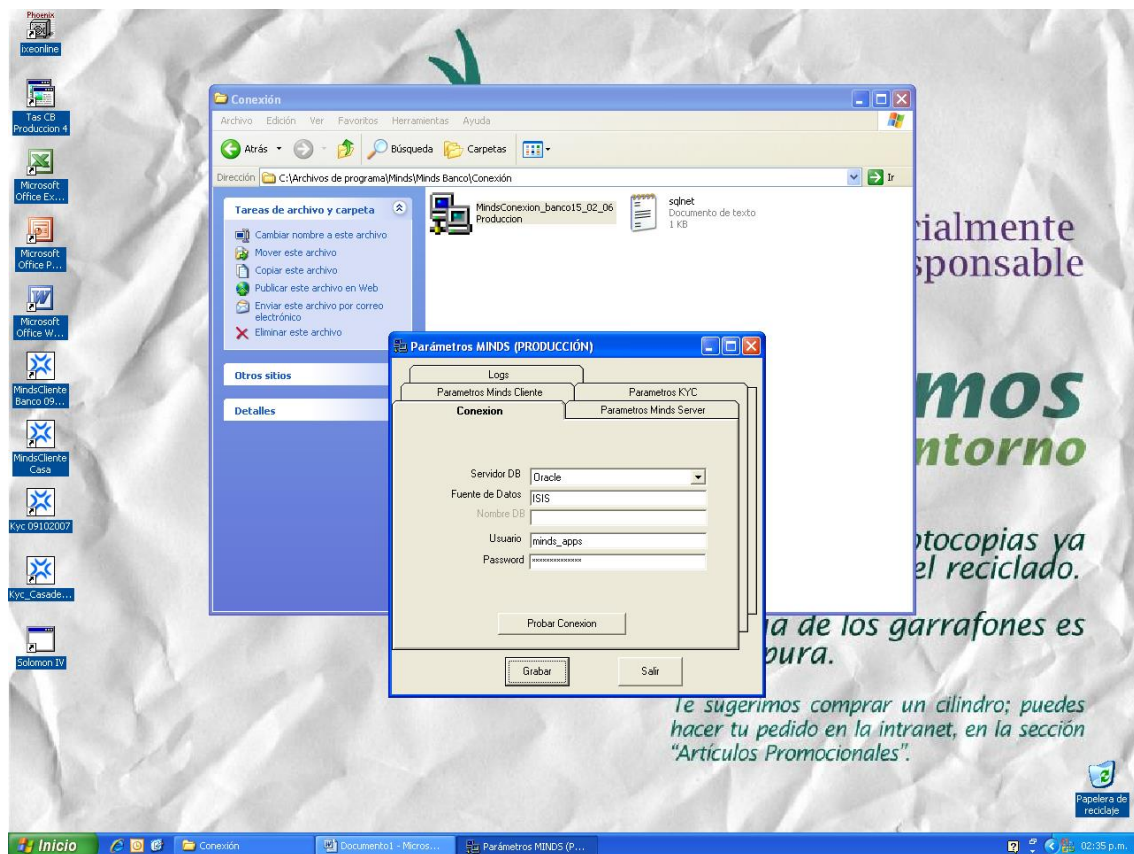 Phoenix
ixeonline
Tas CB
Produccion 4
Microsoft
Office Ex...
Microsoft
Office P...
Microsoft
Office W...
MindsCliente
Banco 09...
MindsCliente
Casa
Kyc 09102007
Kyc_Casade...
Solomon IV
Conexión
Archivo Edición Ver Favoritos Herramientas Ayuda
Atrás Búsqueda Carpetas
Dirección C:\Archivos de programa\Minds\Minds Banco\Conexión Ir
Tareas de archivo y carpeta
Cambiar nombre a este archivo
Mover este archivo
Copiar este archivo
Publicar este archivo en Web
Enviar este archivo por correo
electrónico
Eliminar este archivo
Otros sitios
Detalles
MindsConexion_banco15_02_06
Produccion
sqlnet
Documento de texto
1 KB
Parámetros MINDS (PRODUCCIÓN)
Logs
Parametros Minds Cliente Parametros KYC
Conexion Parametros Minds Server
Servidor DB Oracle
Fuente de Datos ISIS
Nombre DB
Usuario minds_apps
Password xxxxxxxxxxxxxx
Probar Conexion
Grabar Salir
cialmente
sponsable
mos
ntorno
otocopias ya
el reciclado.
a de los garrafones es
pura.
Te sugerimos comprar un cilindro; puedes
hacer tu pedido en la intranet, en la sección
"Artículos Promocionales".
Papelera de
reciclaje
Inicio Conexión Documento1 - Micros... Parámetros MINDS (P... 02:35 p.m.